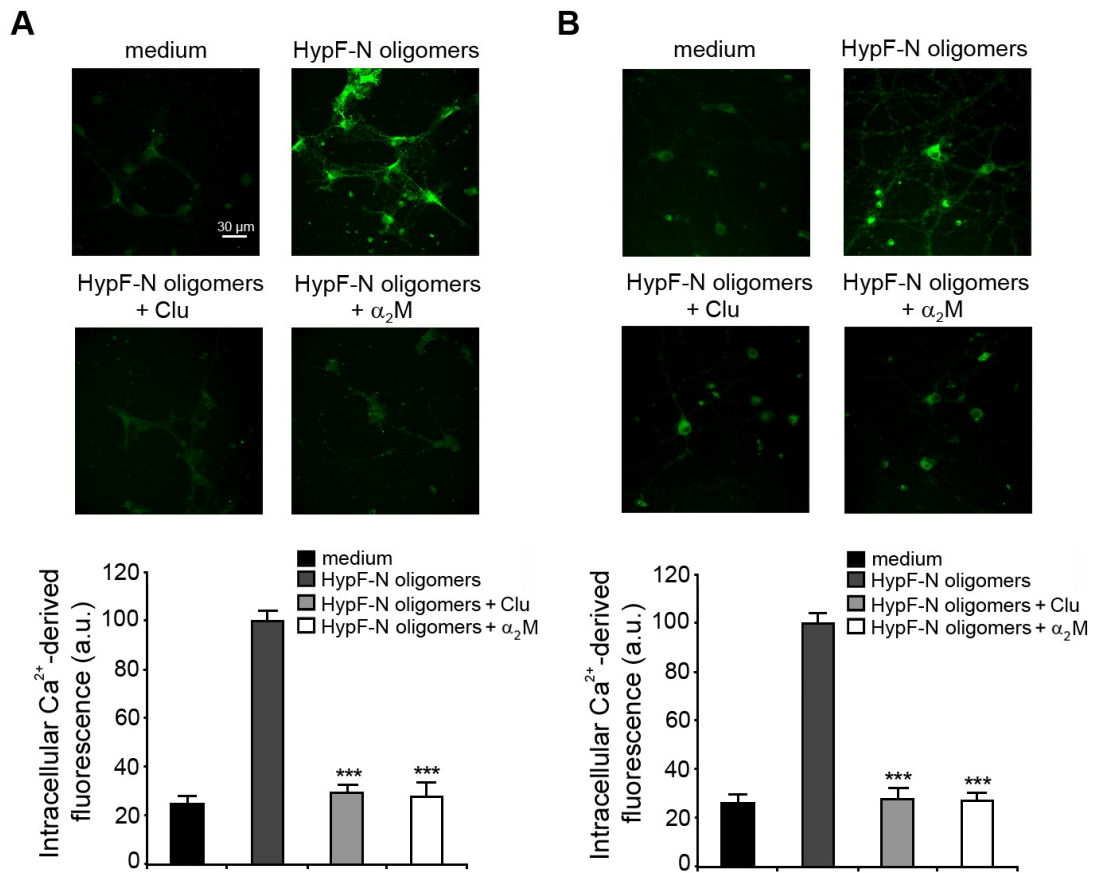 A
medium
HypF-N oligomers
30 µm
HypF-N oligomers
+ Clu
HypF-N oligomers
+ α₂M
Intracellular Ca²⁺-derived
fluorescence (a.u.)
120
100
80
60
40
20
0
medium
HypF-N oligomers
HypF-N oligomers + Clu
HypF-N oligomers + α₂M
***
***
B
medium
HypF-N oligomers
HypF-N oligomers
+ Clu
HypF-N oligomers
+ α₂M
Intracellular Ca²⁺-derived
fluorescence (a.u.)
120
100
80
60
40
20
0
medium
HypF-N oligomers
HypF-N oligomers + Clu
HypF-N oligomers + α₂M
***
***